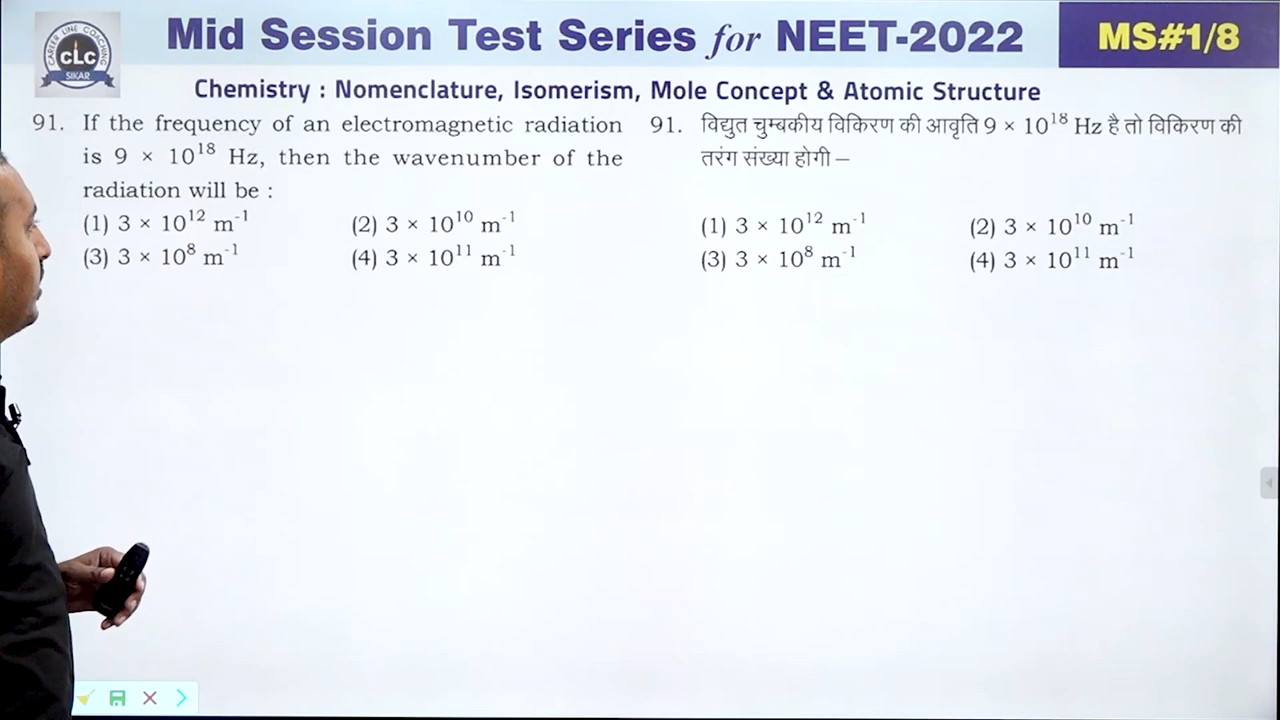 CAREER LINE COACHING
CLC
SIKAR
Mid Session Test Series for NEET-2022
MS#1/8
Chemistry : Nomenclature, Isomerism, Mole Concept & Atomic Structure
91. If the frequency of an electromagnetic radiation
is 9 × 10¹⁸ Hz, then the wavenumber of the
radiation will be :
(1) 3 × 10¹² m⁻¹ (2) 3 × 10¹⁰ m⁻¹
(3) 3 × 10⁸ m⁻¹ (4) 3 × 10¹¹ m⁻¹
91. विद्युत चुम्बकीय विकिरण की आवृति 9 × 10¹⁸ Hz है तो विकिरण की
तरंग संख्या होगी –
(1) 3 × 10¹² m⁻¹ (2) 3 × 10¹⁰ m⁻¹
(3) 3 × 10⁸ m⁻¹ (4) 3 × 10¹¹ m⁻¹